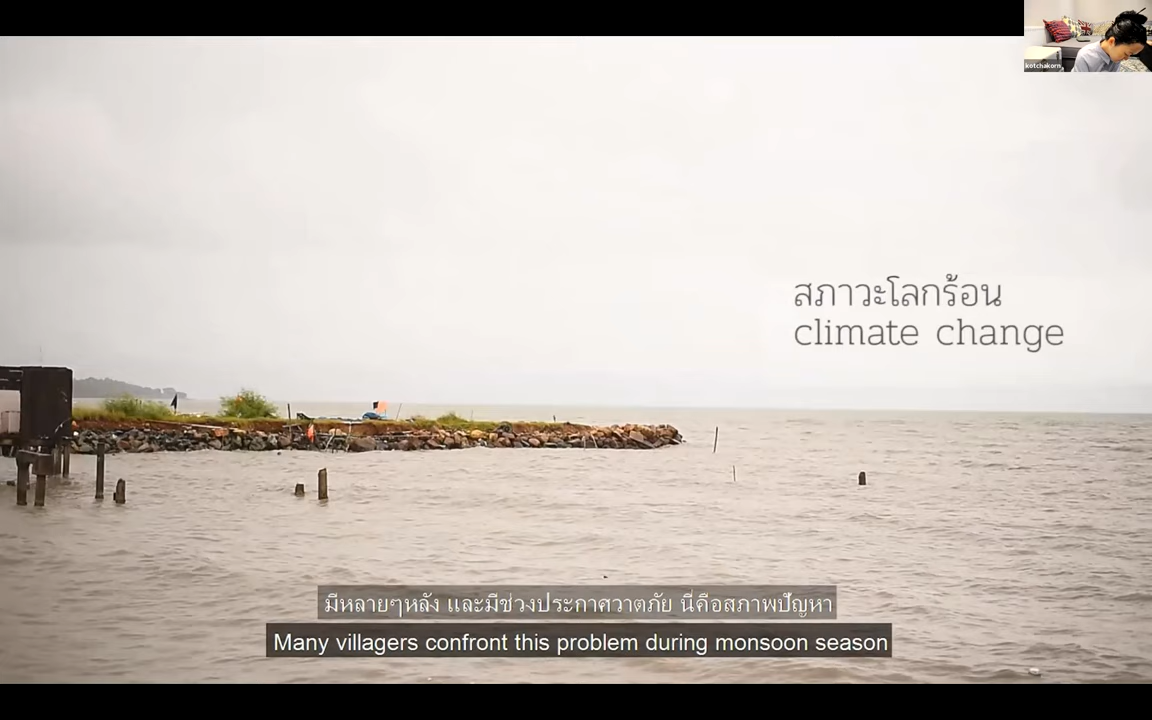 kotchakorn
สภาวะโลกร้อน
climate change
มีหลายๆหลัง และมีช่วงประกาศวาตภัย นี่คือสภาพปัญหา
Many villagers confront this problem during monsoon season